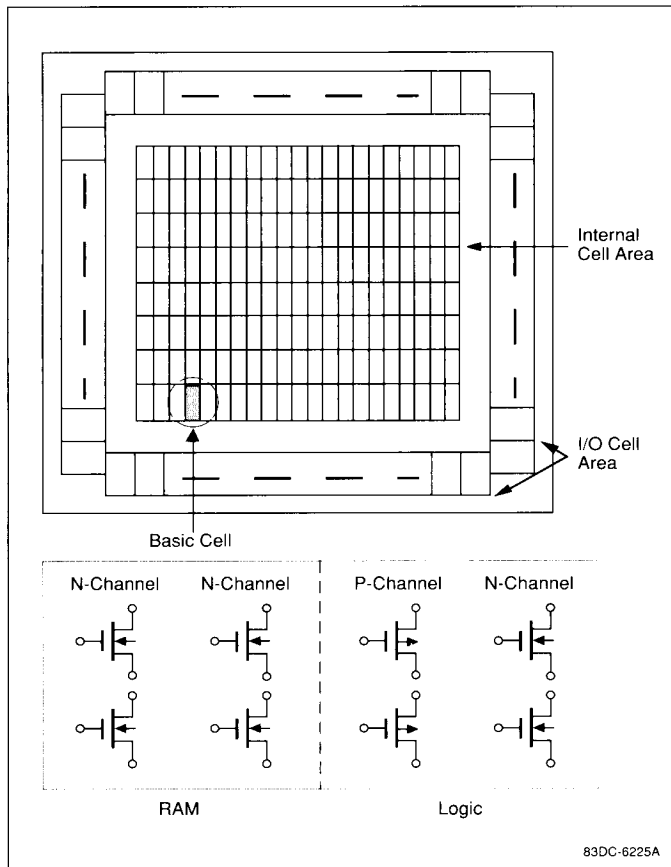 Internal
Cell Area
I/O Cell
Area
Basic Cell
N-Channel N-Channel P-Channel N-Channel
RAM Logic
83DC-6225A